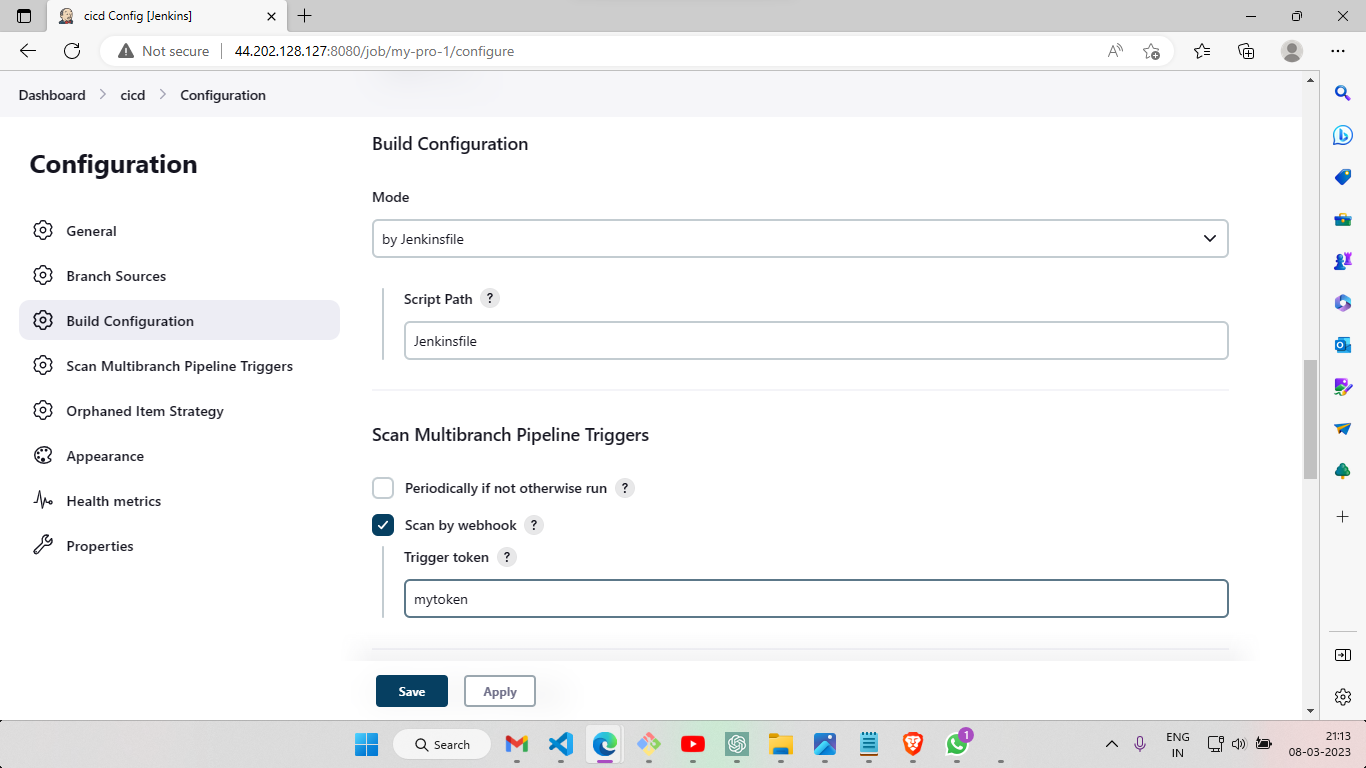 cicd Config [Jenkins]
Not secure
44.202.128.127:8080/job/my-pro-1/configure
Dashboard
cicd
Configuration
Configuration
General
Branch Sources
Build Configuration
Scan Multibranch Pipeline Triggers
Orphaned Item Strategy
Appearance
Health metrics
Properties
Build Configuration
Mode
by Jenkinsfile
Script Path ?
Jenkinsfile
Scan Multibranch Pipeline Triggers
Periodically if not otherwise run ?
Scan by webhook ?
Trigger token ?
mytoken
Save
Apply
Search
1
ENG
IN
21:13
08-03-2023